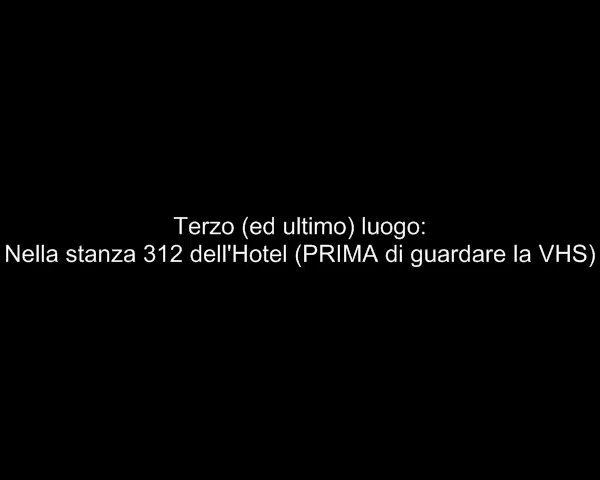 Terzo (ed ultimo) luogo:
Nella stanza 312 dell'Hotel (PRIMA di guardare la VHS)